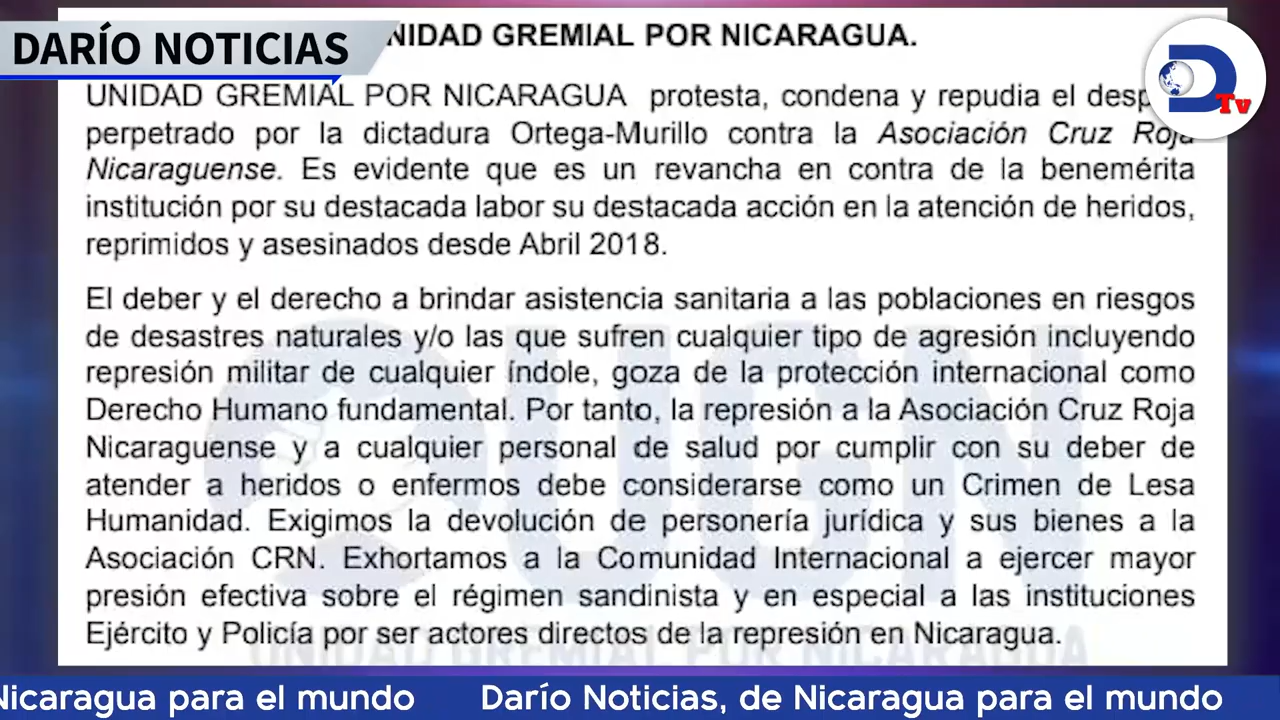 DARÍO NOTICIAS
NIDAD GREMIAL POR NICARAGUA.
D
Tv
UNIDAD GREMIAL POR NICARAGUA protesta, condena y repudia el
perpetrado por la dictadura Ortega-Murillo contra la Asociación Cruz Roja
Nicaraguense. Es evidente que es un revancha en contra de la benemérita
institución por su destacada labor su destacada acción en la atención de heridos,
reprimidos y asesinados desde Abril 2018.
El deber y el derecho a brindar asistencia sanitaria a las poblaciones en riesgos
de desastres naturales y/o las que sufren cualquier tipo de agresión incluyendo
represión militar de cualquier índole, goza de la protección internacional como
Derecho Humano fundamental. Por tanto, la represión a la Asociación Cruz Roja
Nicaraguense y a cualquier personal de salud por cumplir con su deber de
atender a heridos o enfermos debe considerarse como un Crimen de Lesa
Humanidad. Exigimos la devolución de personería jurídica y sus bienes a la
Asociación CRN. Exhortamos a la Comunidad Internacional a ejercer mayor
presión efectiva sobre el régimen sandinista y en especial a las instituciones
Ejército y Policía por ser actores directos de la represión en Nicaragua.
UGN
UNIDAD GREMIAL POR NICARAGUA
Nicaragua para el mundo Darío Noticias, de Nicaragua para el mundo